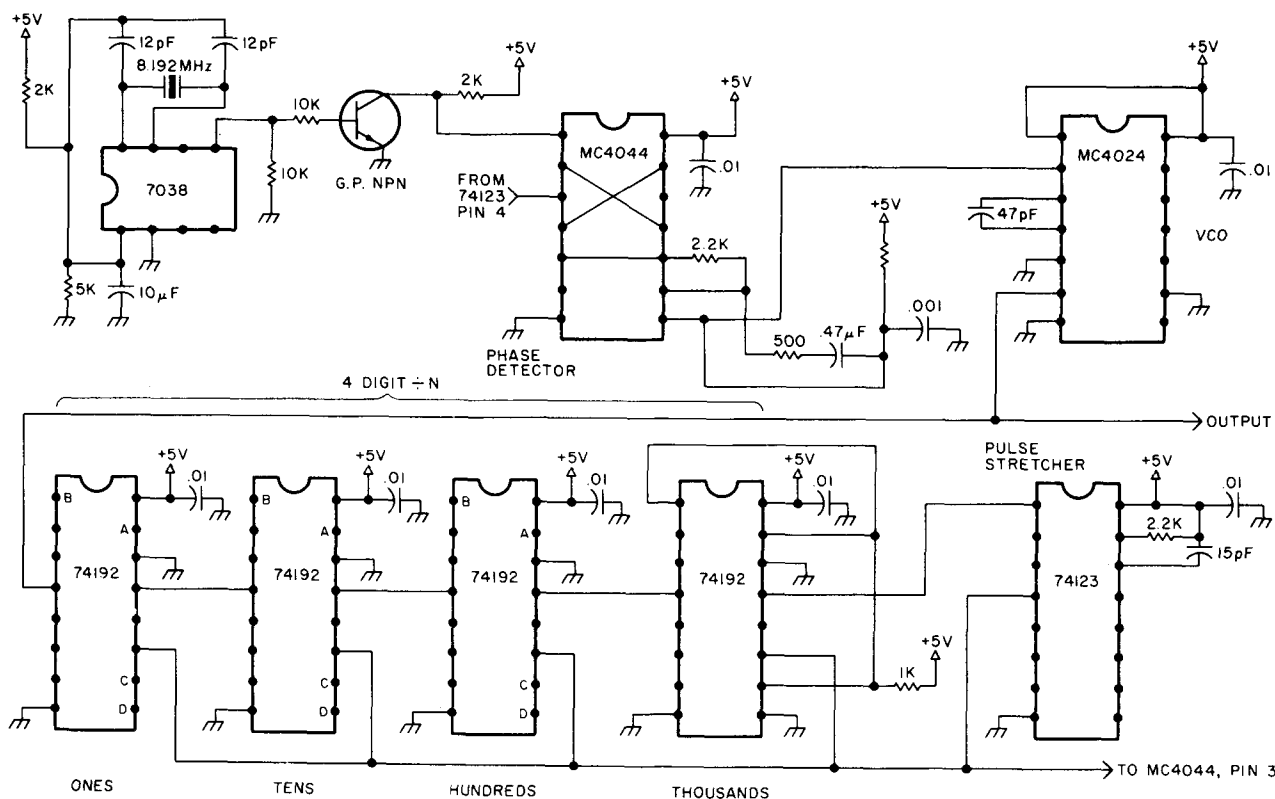 +5V
12pF
12pF
8.192MHz
2K
7038
5K
10µF
10K
10K
G.P. NPN
2K
+5V
FROM
74123
PIN 4
MC4044
+5V
.01
PHASE
DETECTOR
2.2K
500
.47µF
+5V
.001
+5V
MC4024
.01
47pF
VCO
4 DIGIT ÷N
OUTPUT
B
+5V
.01
A
74192
C
D
B
+5V
.01
A
74192
C
D
B
+5V
.01
A
74192
C
D
+5V
.01
74192
+5V
1K
PULSE
STRETCHER
+5V
.01
2.2K
15pF
74123
TO MC4044, PIN 3
ONES
TENS
HUNDREDS
THOUSANDS